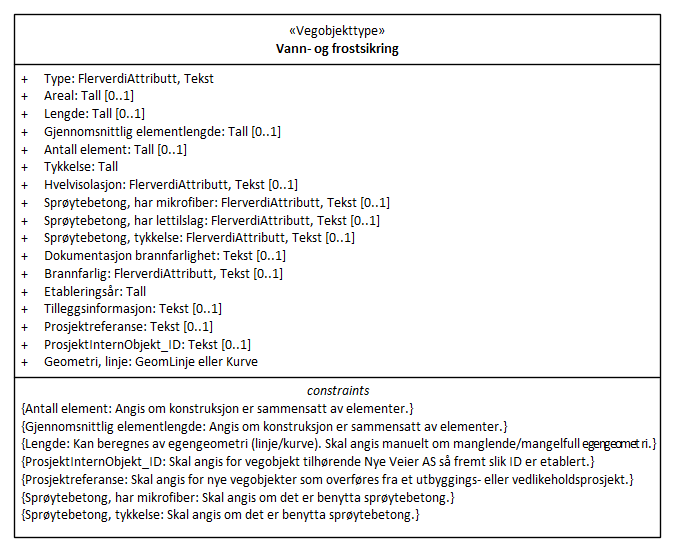 «Vegobjekttype»
Vann- og frostsikring
+ Type: FlerverdiAttributt, Tekst
+ Areal: Tall [0..1]
+ Lengde: Tall [0..1]
+ Gjennomsnittlig elementlengde: Tall [0..1]
+ Antall element: Tall [0..1]
+ Tykkelse: Tall
+ Hvelvisolasjon: FlerverdiAttributt, Tekst [0..1]
+ Sprøytebetong, har mikrofiber: FlerverdiAttributt, Tekst [0..1]
+ Sprøytebetong, har lettilslag: FlerverdiAttributt, Tekst [0..1]
+ Sprøytebetong, tykkelse: FlerverdiAttributt, Tekst [0..1]
+ Dokumentasjon brannfarlighet: Tekst [0..1]
+ Brannfarlig: FlerverdiAttributt, Tekst [0..1]
+ Etableringsår: Tall
+ Tilleggsinformasjon: Tekst [0..1]
+ Prosjektreferanse: Tekst [0..1]
+ ProsjektInternObjekt_ID: Tekst [0..1]
+ Geometri, linje: GeomLinje eller Kurve
constraints
{Antall element: Angis om konstruksjon er sammensatt av elementer.}
{Gjennomsnittlig elementlengde: Angis om konstruksjon er sammensatt av elementer.}
{Lengde: Kan beregnes av egengeometri (linje/kurve). Skal angis manuelt om manglende/mangelfull egengeometri.}
{ProsjektInternObjekt_ID: Skal angis for vegobjekt tilhørende Nye Veier AS så fremt slik ID er etablert.}
{Prosjektreferanse: Skal angis for nye vegobjekter som overføres fra et utbyggings- eller vedlikeholdsprosjekt.}
{Sprøytebetong, har mikrofiber: Skal angis om det er benytta sprøytebetong.}
{Sprøytebetong, tykkelse: Skal angis om det er benytta sprøytebetong.}